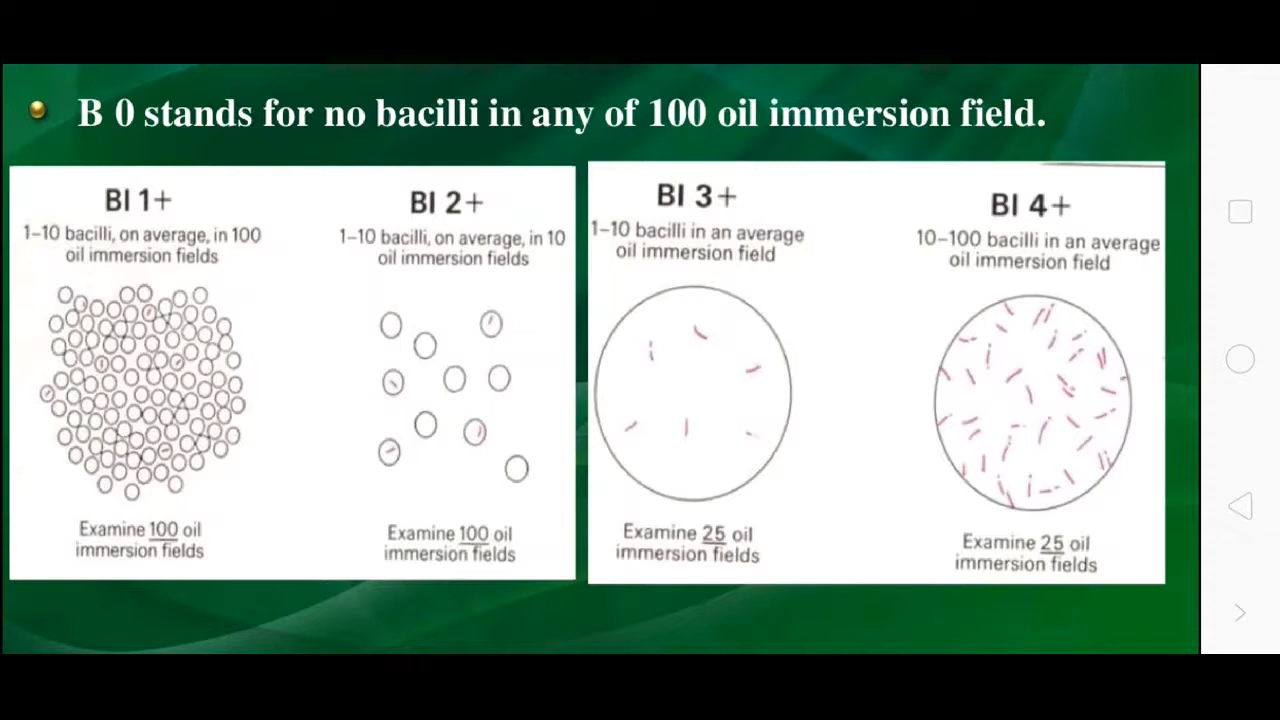 B 0 stands for no bacilli in any of 100 oil immersion field.
BI 1+
1–10 bacilli, on average, in 100
oil immersion fields
Examine 100 oil
immersion fields
BI 2+
1–10 bacilli, on average, in 10
oil immersion fields
Examine 100 oil
immersion fields
BI 3+
1–10 bacilli in an average
oil immersion field
Examine 25 oil
immersion fields
BI 4+
10–100 bacilli in an average
oil immersion field
Examine 25 oil
immersion fields